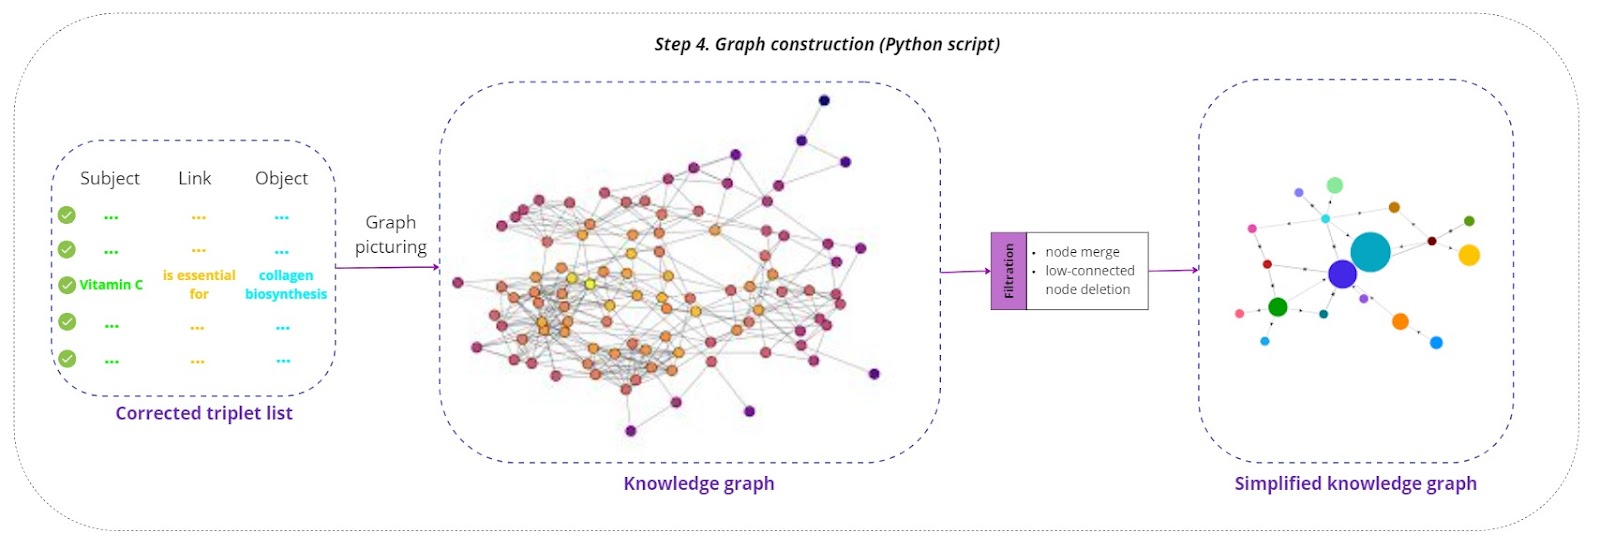 Step 4. Graph construction (Python script)
Subject Link Object
... ... ...
... ... ...
Vitamin C is essential for collagen biosynthesis
... ... ...
... ... ...
Corrected triplet list
Graph
picturing
Knowledge graph
Filtration
• node merge
• low-connected
node deletion
Simplified knowledge graph